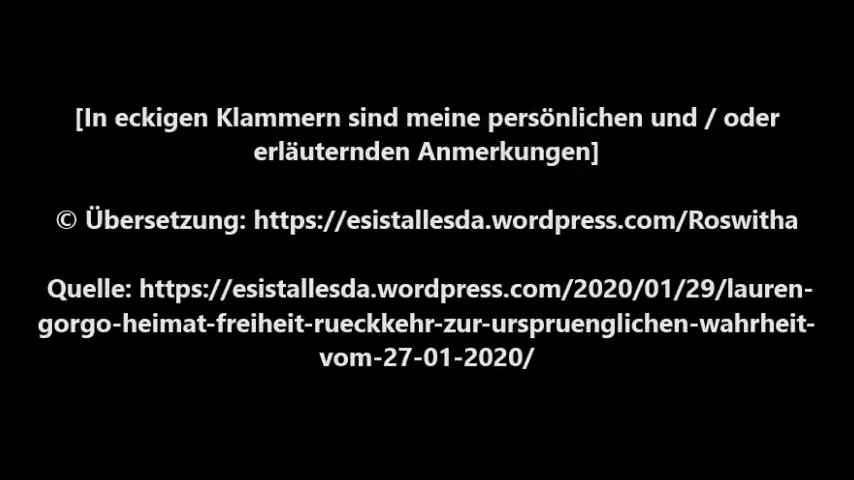 [In eckigen Klammern sind meine persönlichen und / oder
erläuternden Anmerkungen]
© Übersetzung: https://esistallesda.wordpress.com/Roswitha
Quelle: https://esistallesda.wordpress.com/2020/01/29/lauren-
gorgo-heimat-freiheit-rueckkehr-zur-urspruenglichen-wahrheit-
vom-27-01-2020/